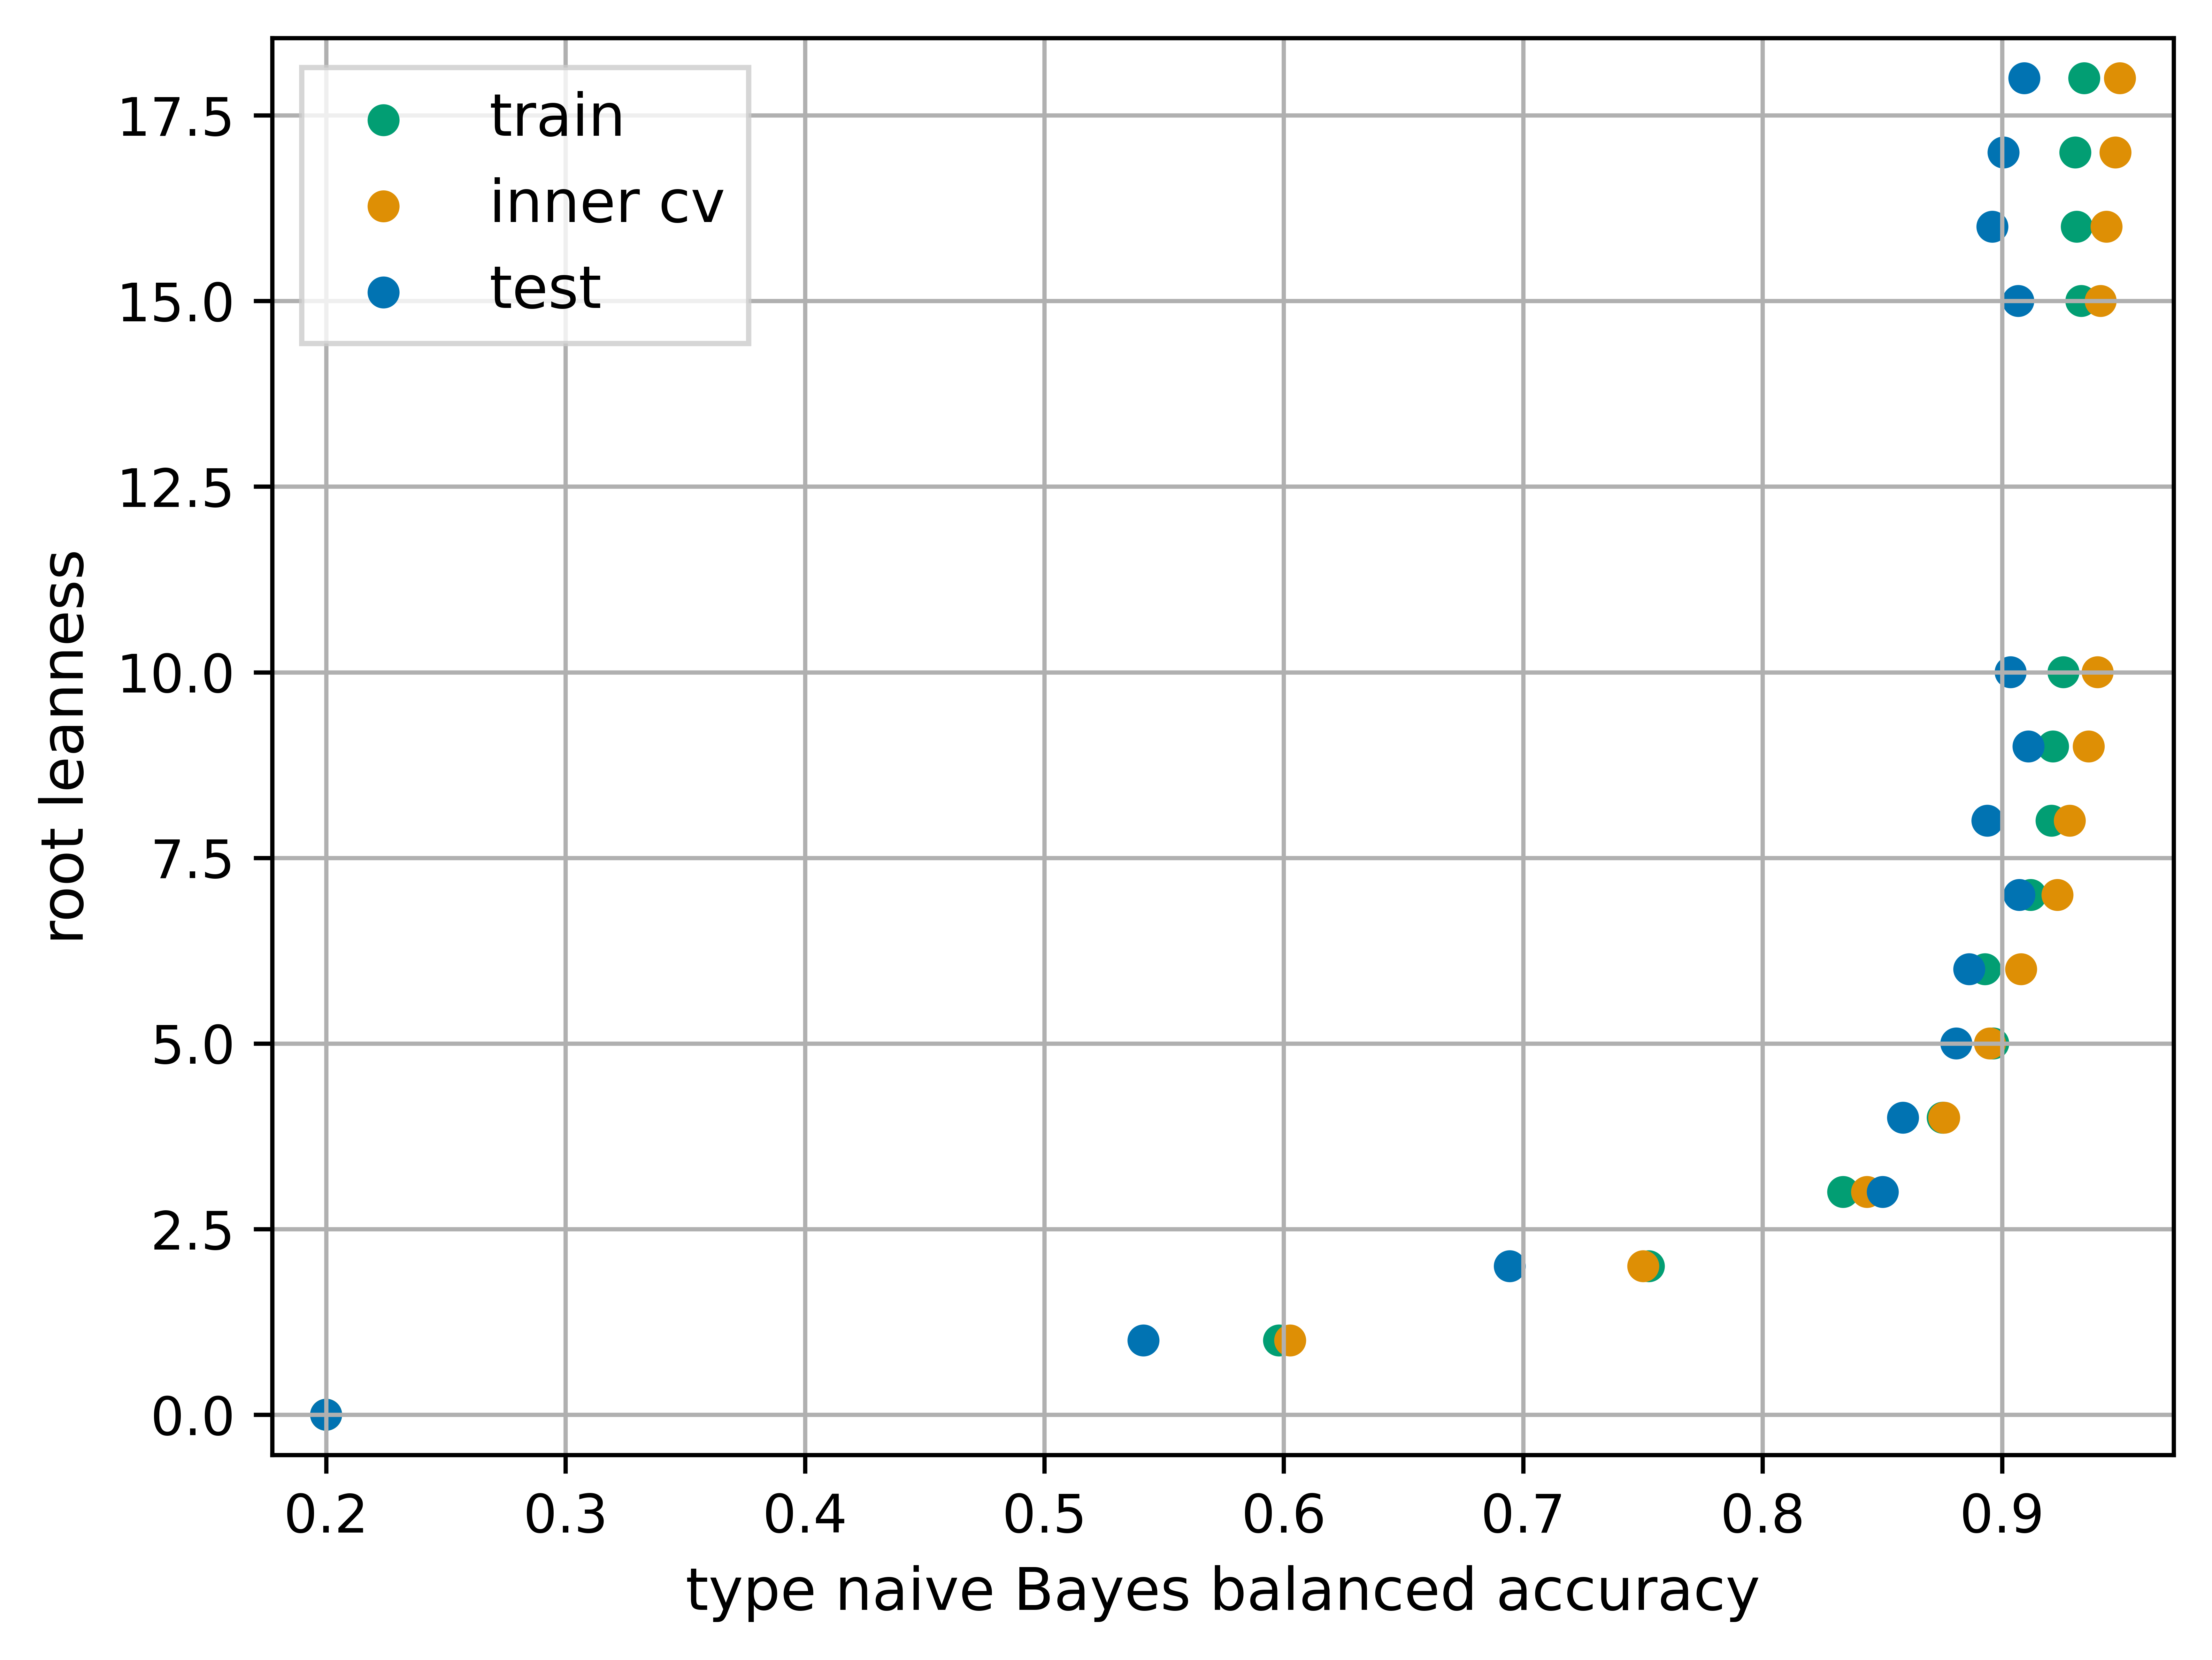 train
inner cv
test
17.5
15.0
12.5
10.0
7.5
5.0
2.5
0.0
root leanness
0.2 0.3 0.4 0.5 0.6 0.7 0.8 0.9
type naive Bayes balanced accuracy